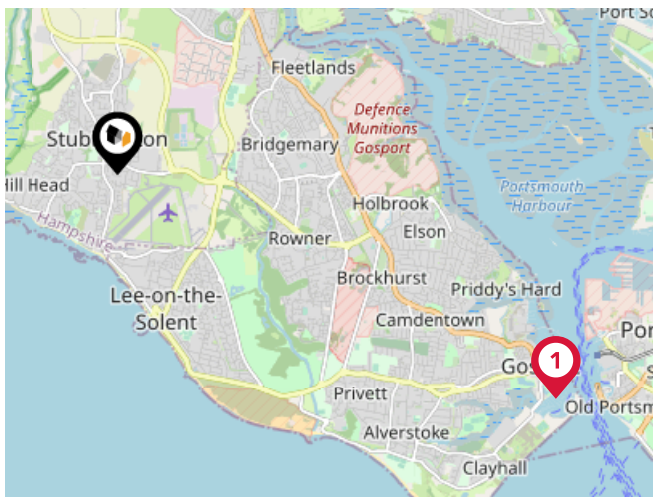 Port So
Fleetlands
Defence
Munitions
Gosport
Stub
on
Bridgemary
Hill Head
Portsmouth
Harbour
Holbrook
Hampshire
Elson
Rowner
Brockhurst
Priddy's Hard
Lee-on-the-
Solent
Camdentown
Por
Gos
1
Privett
Old Portsm
Alverstoke
Clayhall